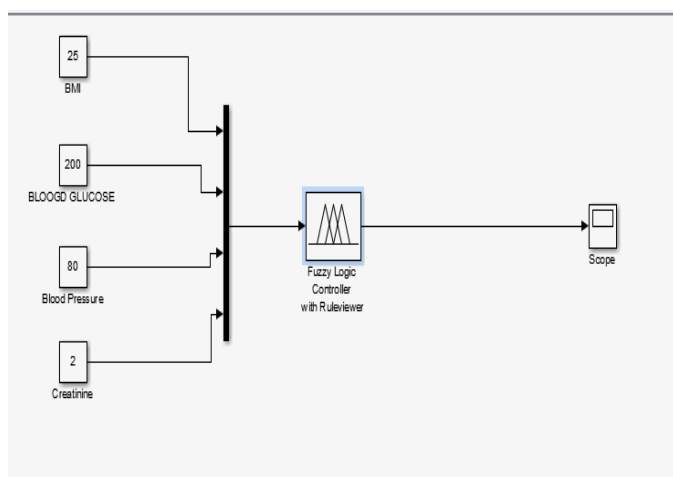 25
BMI
200
BLOOGD GLUCOSE
80
Blood Pressure
2
Creatinine
Fuzzy Logic
Controller
with Ruleviewer
Scope